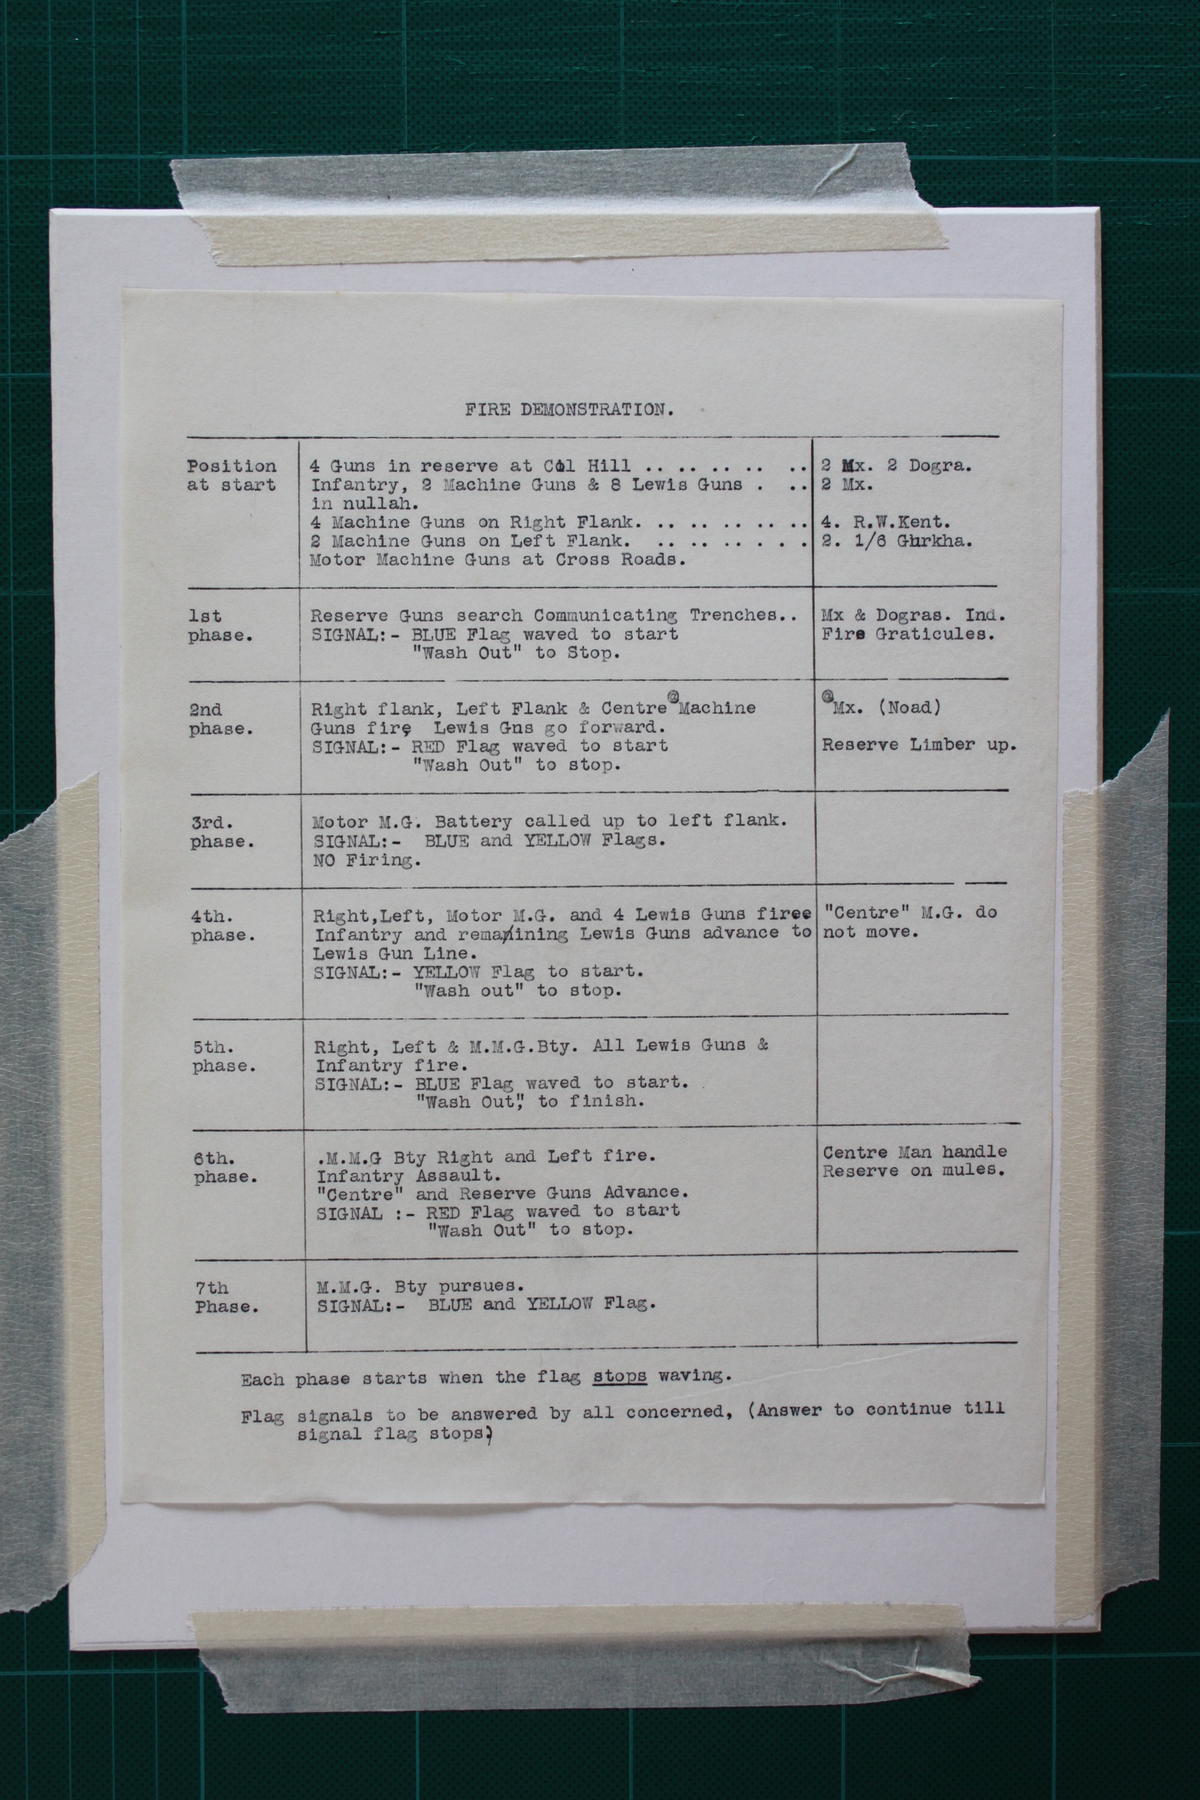 FIRE DEMONSTRATION.
Position at start
4 Guns in reserve at Col Hill .. .. .. .. ..
2 Mx. 2 Dogra.
Infantry, 2 Machine Guns & 8 Lewis Guns . ..
2 Mx.
in nullah.
4 Machine Guns on Right Flank. .. .. .. .. ..
4. R.W.Kent.
2 Machine Guns on Left Flank. .. .. .. . . .
2. 1/6 Ghrkha.
Motor Machine Guns at Cross Roads.
1st phase.
Reserve Guns search Communicating Trenches..
SIGNAL:- BLUE Flag waved to start
"Wash Out" to Stop.
Mx & Dogras. Ind.
Fire Graticules.
2nd phase.
Right flank, Left Flank & Centre @ Machine
Guns fire, Lewis Gns go forward.
SIGNAL:- RED Flag waved to start
"Wash Out" to stop.
@ Mx. (Noad)
Reserve Limber up.
3rd. phase.
Motor M.G. Battery called up to left flank.
SIGNAL:- BLUE and YELLOW Flags.
NO Firing.
4th. phase.
Right,Left, Motor M.G. and 4 Lewis Guns firee
Infantry and remaining Lewis Guns advance to
Lewis Gun Line.
SIGNAL:- YELLOW Flag to start.
"Wash out" to stop.
"Centre" M.G. do
not move.
5th. phase.
Right, Left & M.M.G.Bty. All Lewis Guns &
Infantry fire.
SIGNAL:- BLUE Flag waved to start.
"Wash Out", to finish.
6th. phase.
.M.M.G Bty Right and Left fire.
Infantry Assault.
"Centre" and Reserve Guns Advance.
SIGNAL :- RED Flag waved to start
"Wash Out" to stop.
Centre Man handle
Reserve on mules.
7th Phase.
M.M.G. Bty pursues.
SIGNAL:- BLUE and YELLOW Flag.
Each phase starts when the flag stops waving.
Flag signals to be answered by all concerned, (Answer to continue till
signal flag stops)